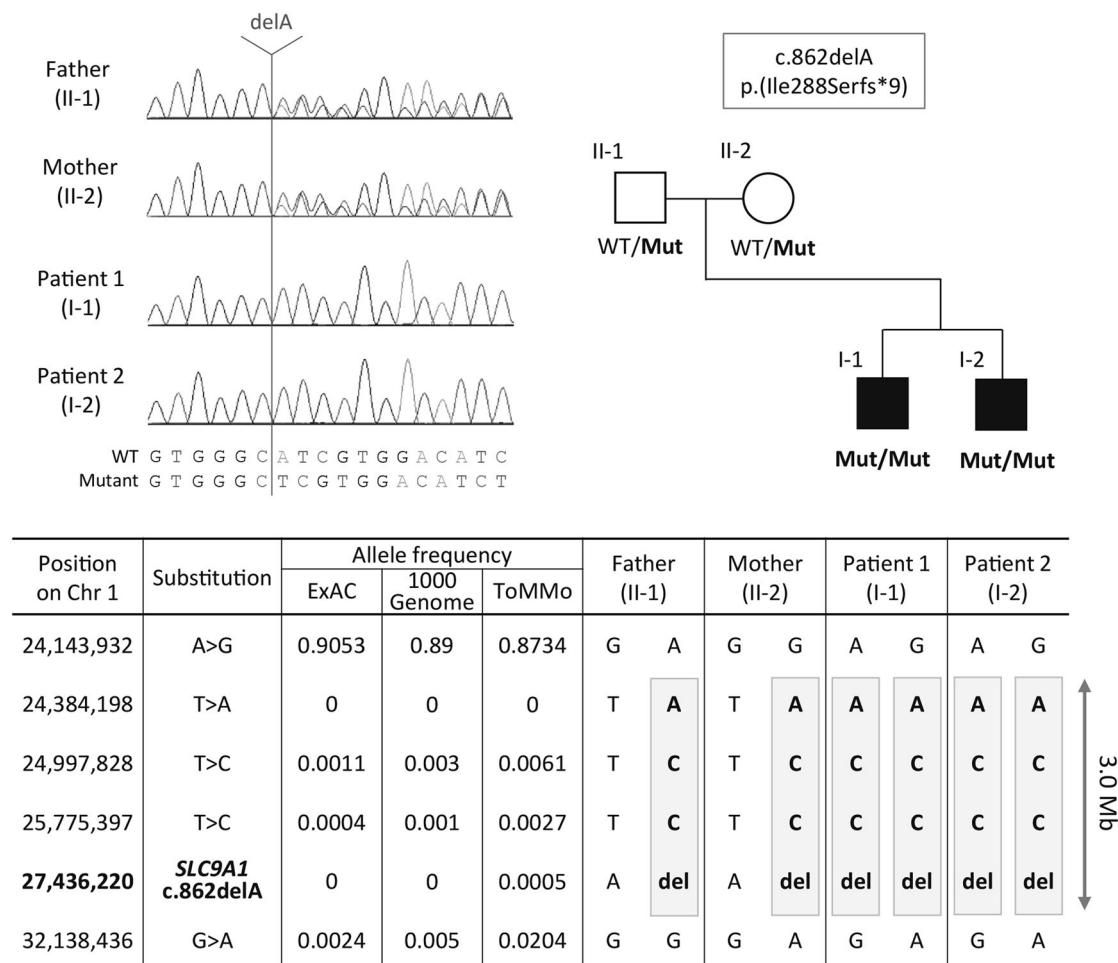 delA
Father
(II-1)
Mother
(II-2)
Patient 1
(I-1)
Patient 2
(I-2)
WT G T G G G C A T C G T G G A C A T C
Mutant G T G G G C T C G T G G A C A T C T
c.862delA
p.(Ile288Serfs*9)
II-1
II-2
WT/Mut
WT/Mut
I-1
I-2
Mut/Mut
Mut/Mut
Position on Chr 1 Substitution Allele frequency Father (II-1) Mother (II-2) Patient 1 (I-1) Patient 2 (I-2)
ExAC 1000 Genome ToMMo
24,143,932 A>G 0.9053 0.89 0.8734 G A G G A G A G
24,384,198 T>A 0 0 0 T A T A A A A A
24,997,828 T>C 0.0011 0.003 0.0061 T C T C C C C C
25,775,397 T>C 0.0004 0.001 0.0027 T C T C C C C C
27,436,220 SLC9A1 c.862delA 0 0 0.0005 A del A del del del del del
32,138,436 G>A 0.0024 0.005 0.0204 G G G A G A G A
3.0 Mb